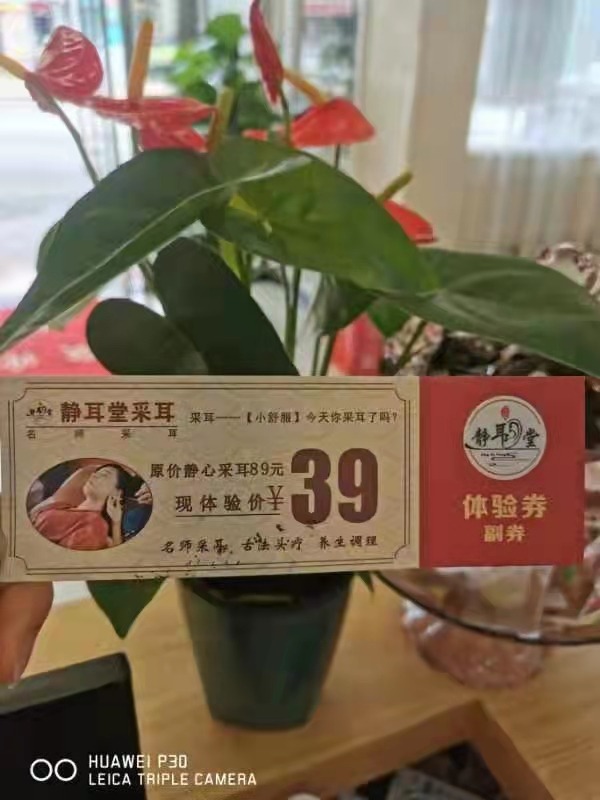 静耳堂采耳
名师采耳
采耳——【小舒服】今天你采耳了吗?
原价静心采耳89元
现体验价¥39
名师采耳 古法头疗 养生调理
静耳堂
体验券
副券
HUAWEI P30
LEICA TRIPLE CAMERA